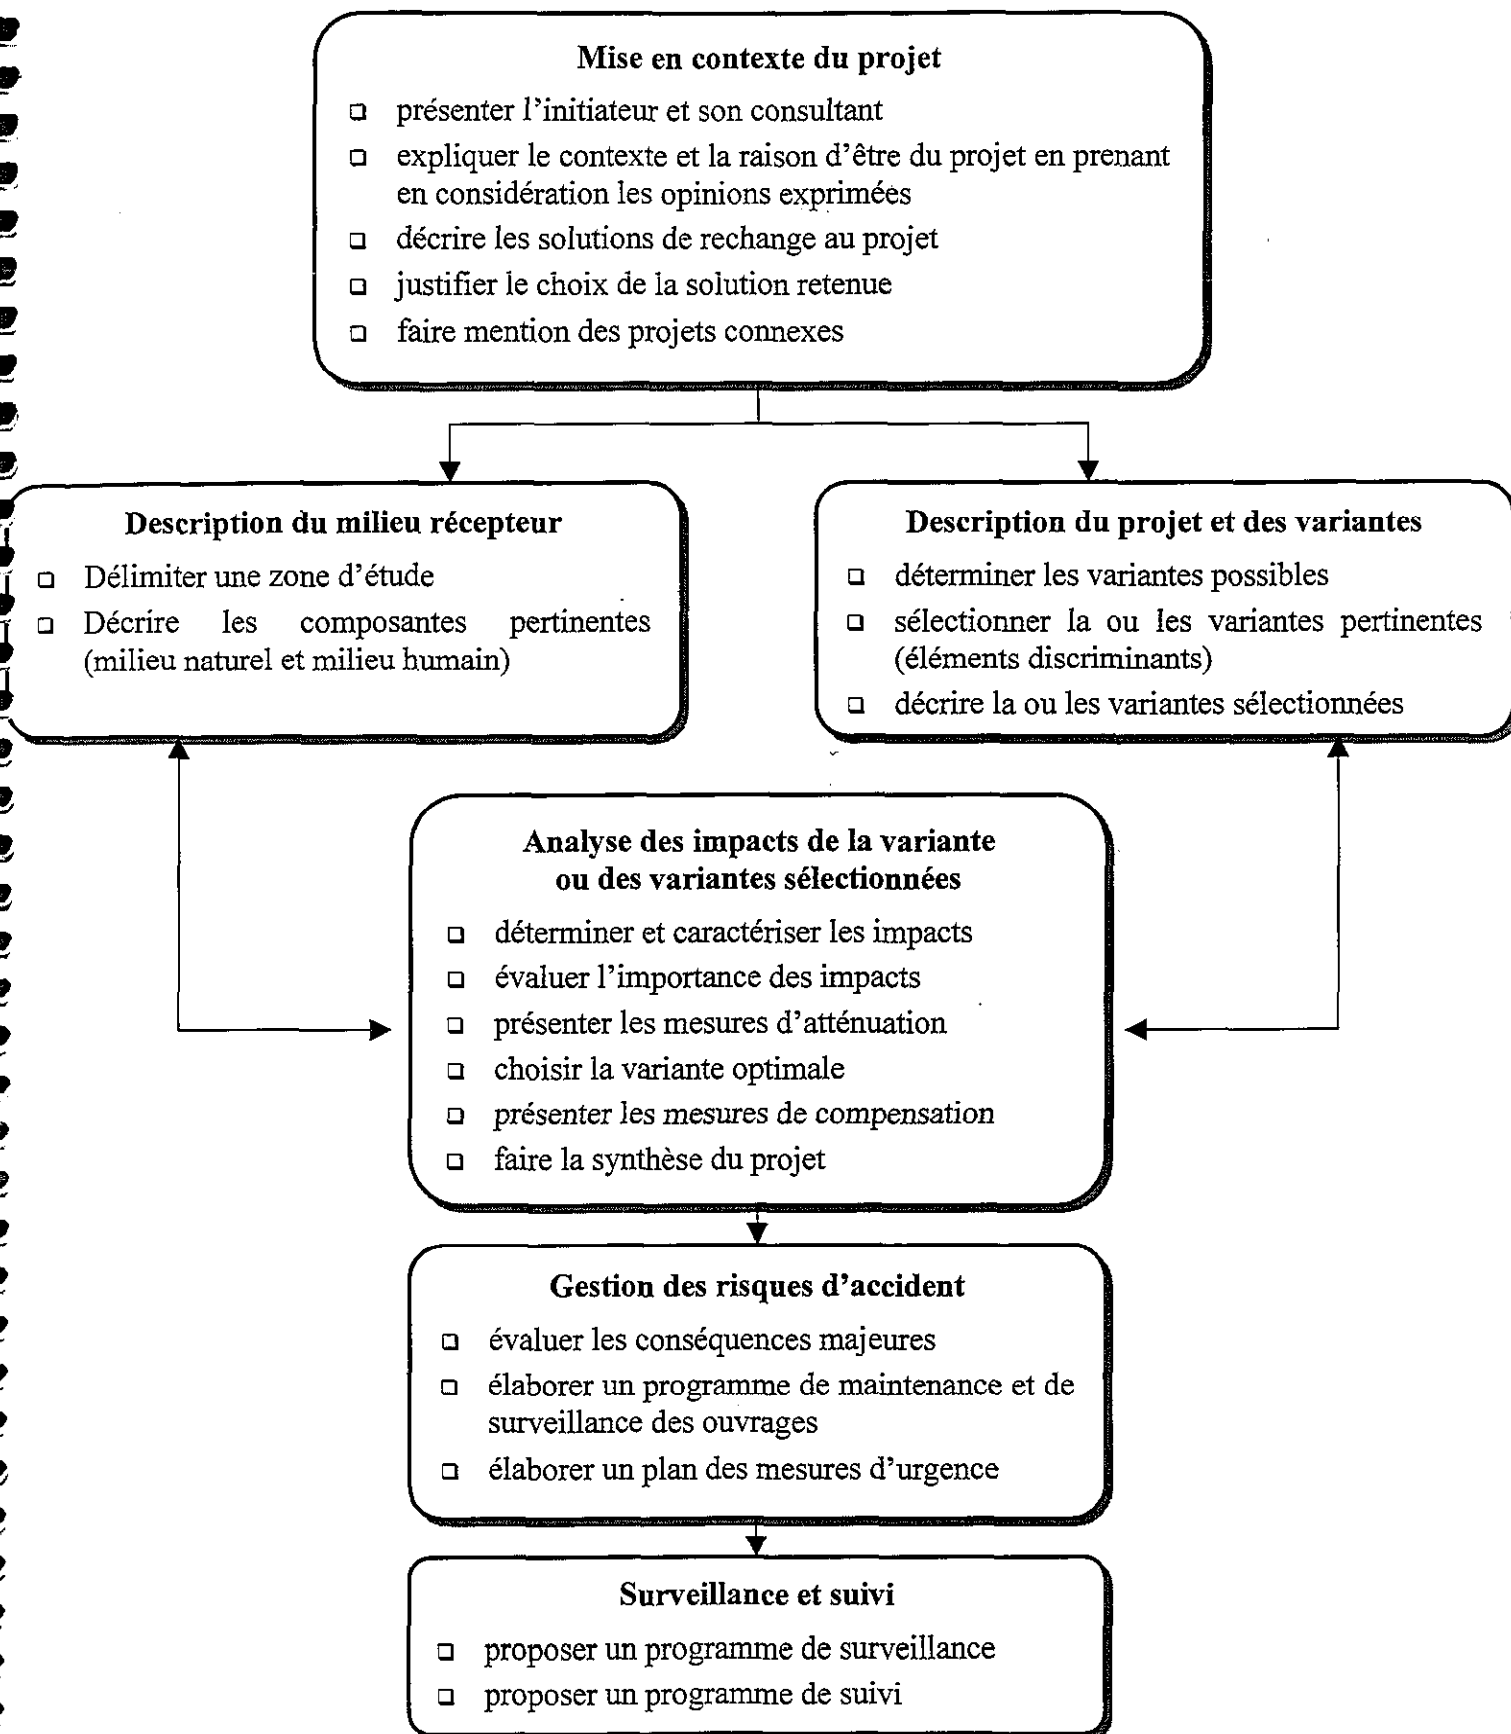 Mise en contexte du projet
❑ présenter l'initiateur et son consultant
❑ expliquer le contexte et la raison d'être du projet en prenant
en considération les opinions exprimées
❑ décrire les solutions de rechange au projet
❑ justifier le choix de la solution retenue
❑ faire mention des projets connexes
Description du milieu récepteur
❑ Délimiter une zone d'étude
❑ Décrire les composantes pertinentes
(milieu naturel et milieu humain)
Description du projet et des variantes
❑ déterminer les variantes possibles
❑ sélectionner la ou les variantes pertinentes
(éléments discriminants)
❑ décrire la ou les variantes sélectionnées
Analyse des impacts de la variante
ou des variantes sélectionnées
❑ déterminer et caractériser les impacts
❑ évaluer l'importance des impacts
❑ présenter les mesures d'atténuation
❑ choisir la variante optimale
❑ présenter les mesures de compensation
❑ faire la synthèse du projet
Gestion des risques d'accident
❑ évaluer les conséquences majeures
❑ élaborer un programme de maintenance et de
surveillance des ouvrages
❑ élaborer un plan des mesures d'urgence
Surveillance et suivi
❑ proposer un programme de surveillance
❑ proposer un programme de suivi